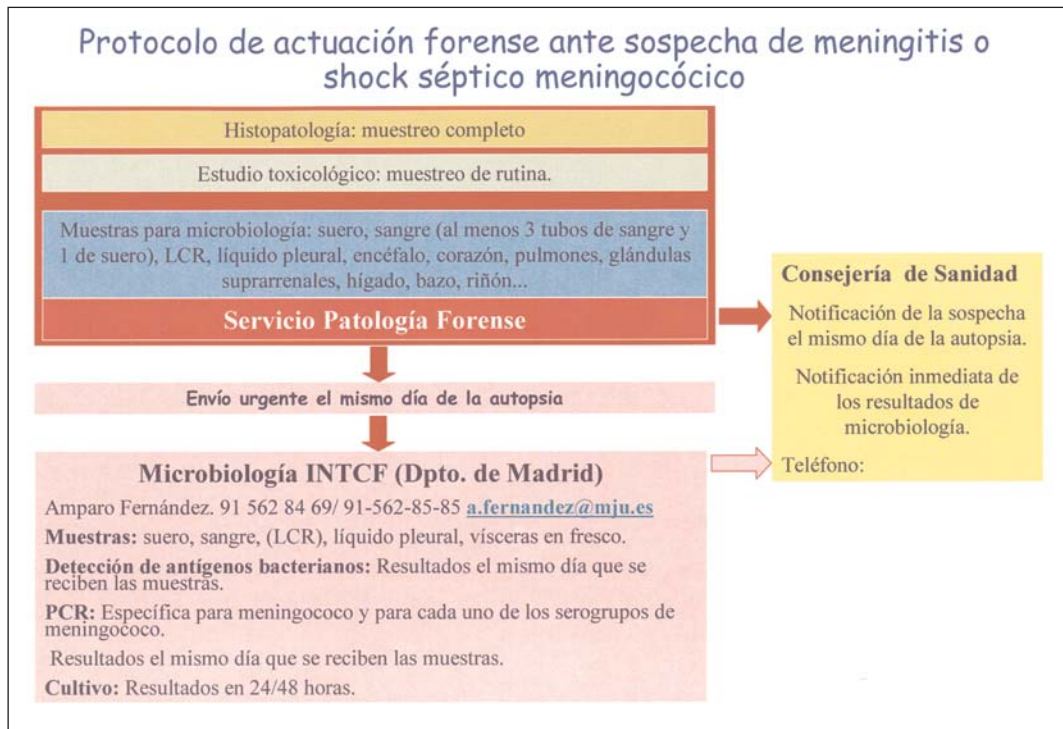 Protocolo de actuación forense ante sospecha de meningitis o
shock séptico meningocócico
Histopatología: muestreo completo
Estudio toxicológico: muestreo de rutina.
Muestras para microbiología: suero, sangre (al menos 3 tubos de sangre y
1 de suero), LCR, líquido pleural, encéfalo, corazón, pulmones, glándulas
suprarrenales, hígado, bazo, riñón...
Servicio Patología Forense
Envío urgente el mismo día de la autopsia
Microbiología INTCF (Dpto. de Madrid)
Amparo Fernández. 91 562 84 69/ 91-562-85-85 a.fernandez@mju.es
Muestras: suero, sangre, (LCR), líquido pleural, vísceras en fresco.
Detección de antígenos bacterianos: Resultados el mismo día que se
reciben las muestras.
PCR: Específica para meningococo y para cada uno de los serogrupos de
meningococo.
Resultados el mismo día que se reciben las muestras.
Cultivo: Resultados en 24/48 horas.
Consejería de Sanidad
Notificación de la sospecha
el mismo día de la autopsia.
Notificación inmediata de
los resultados de
microbiología.
Teléfono: